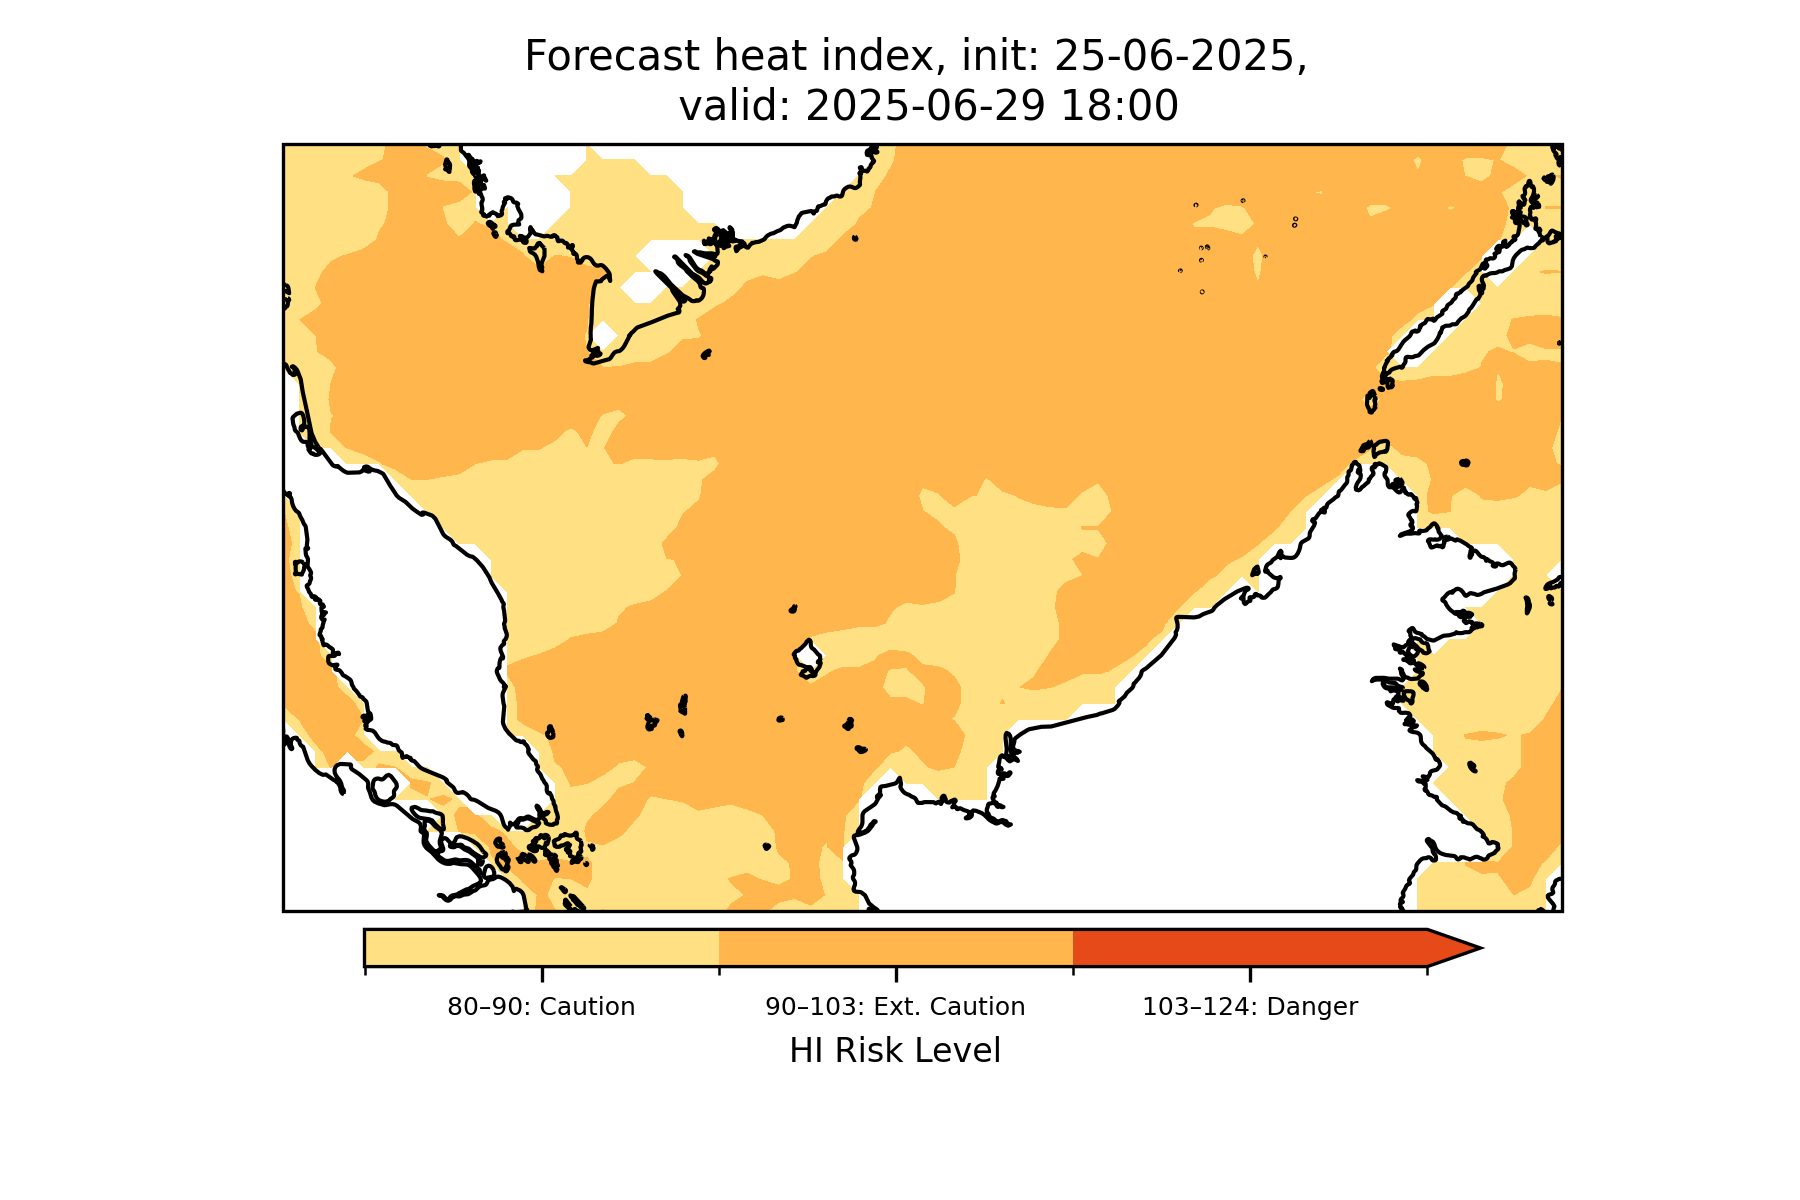 Forecast heat index, init: 25-06-2025,
valid: 2025-06-29 18:00
80–90: Caution
90–103: Ext. Caution
103–124: Danger
HI Risk Level